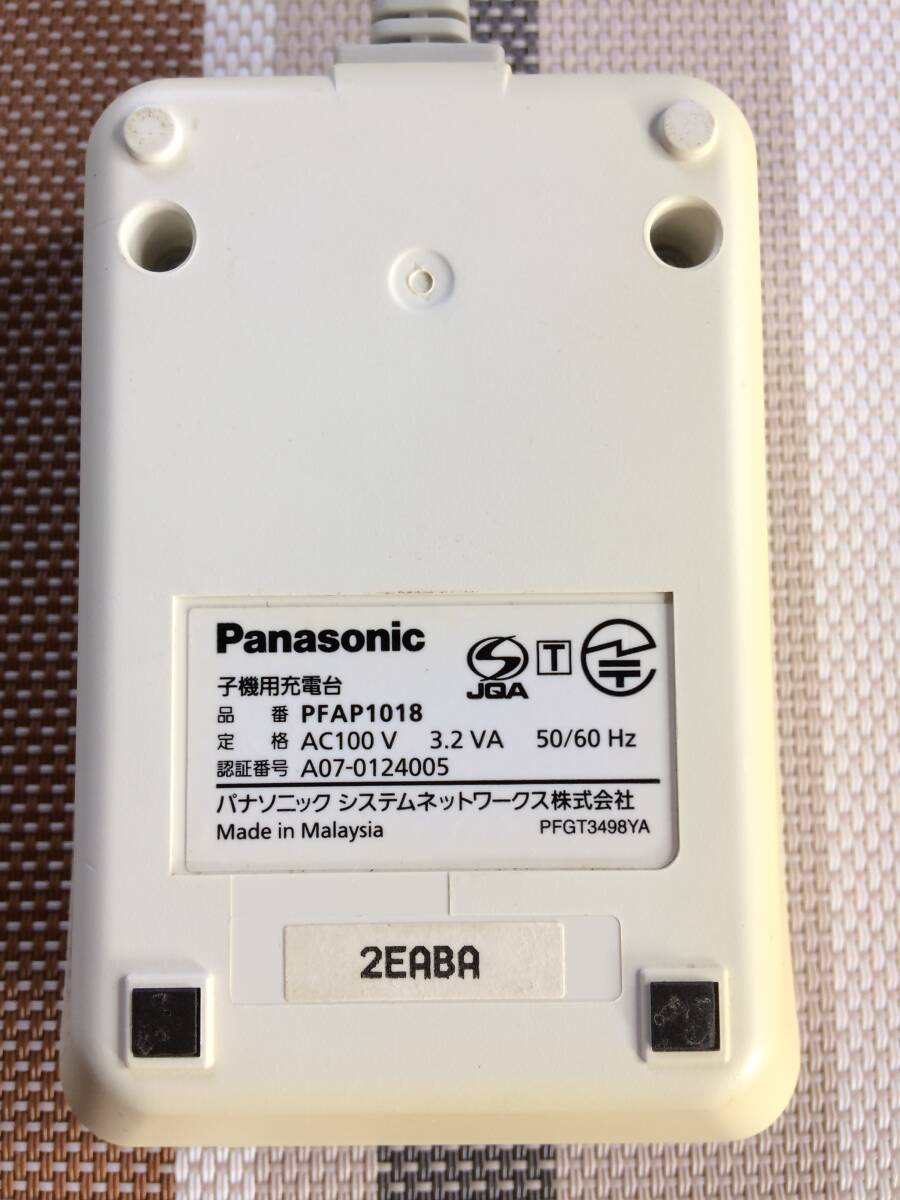 Panasonic
JQA
T
子機用充電台
品 番 PFAP1018
定 格 AC100 V 3.2 VA 50/60 Hz
認証番号 A07-0124005
パナソニック システムネットワークス株式会社
Made in Malaysia PFGT3498YA
2EABA